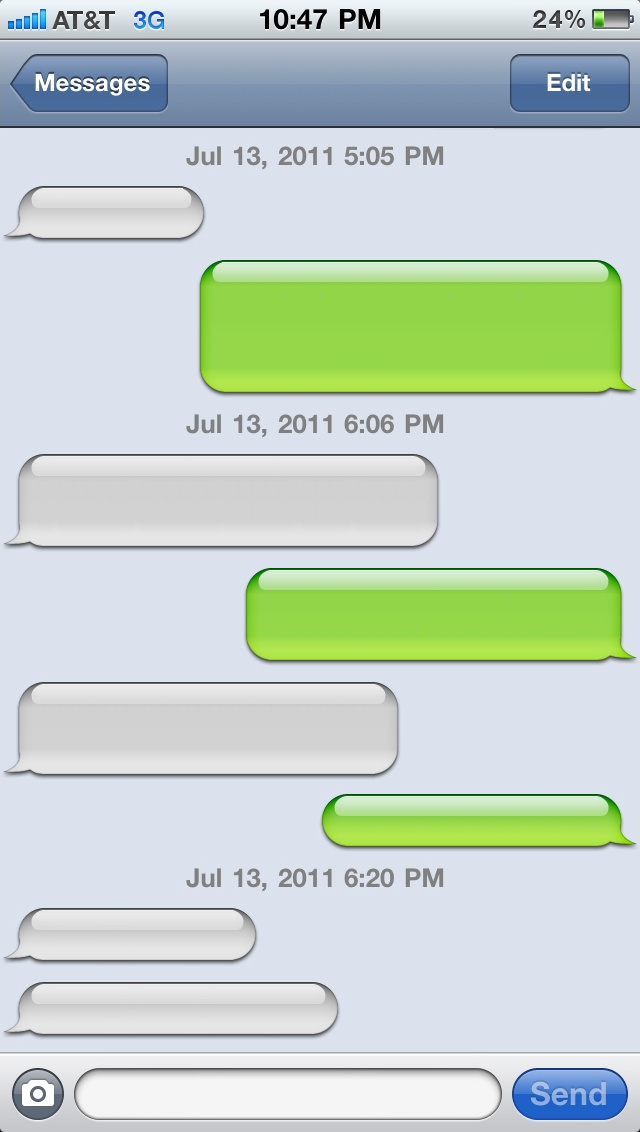 AT&T 3G 10:47 PM 24%
Messages Edit
Jul 13, 2011 5:05 PM
Jul 13, 2011 6:06 PM
Jul 13, 2011 6:20 PM
Send